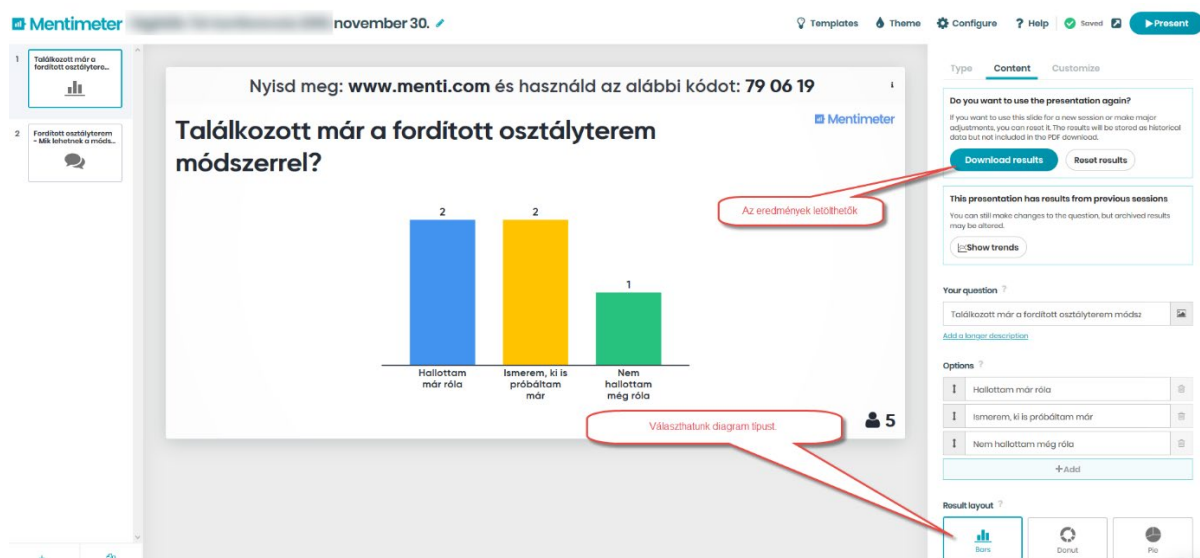 Mentimeter
november 30.
Templates
Theme
Configure
? Help
Saved
Present
1
Találkozott már a
fordított osztálytere...
2
Fordított osztályterem
- Mik lehetnek a móds...
Nyisd meg: www.menti.com és használd az alábbi kódot: 79 06 19
Mentimeter
Találkozott már a fordított osztályterem
módszerrel?
2
2
1
Hallottam
már róla
Ismerem, ki is
próbáltam
már
Nem
hallottam
még róla
5
Az eredmények letölthetők
Választhatunk diagram típust.
Type
Content
Customize
Do you want to use the presentation again?
If you want to use this slide for a new session or make major
adjustments, you can reset it. The results will be stored as historical
data but not included in the PDF download.
Download results
Reset results
This presentation has results from previous sessions
You can still make changes to the question, but archived results
may be altered.
Show trends
Your question ?
Találkozott már a fordított osztályterem módsz
Add a longer description
Options ?
Hallottam már róla
Ismerem, ki is próbáltam már
Nem hallottam még róla
+Add
Result layout ?
Bars
Donut
Pie